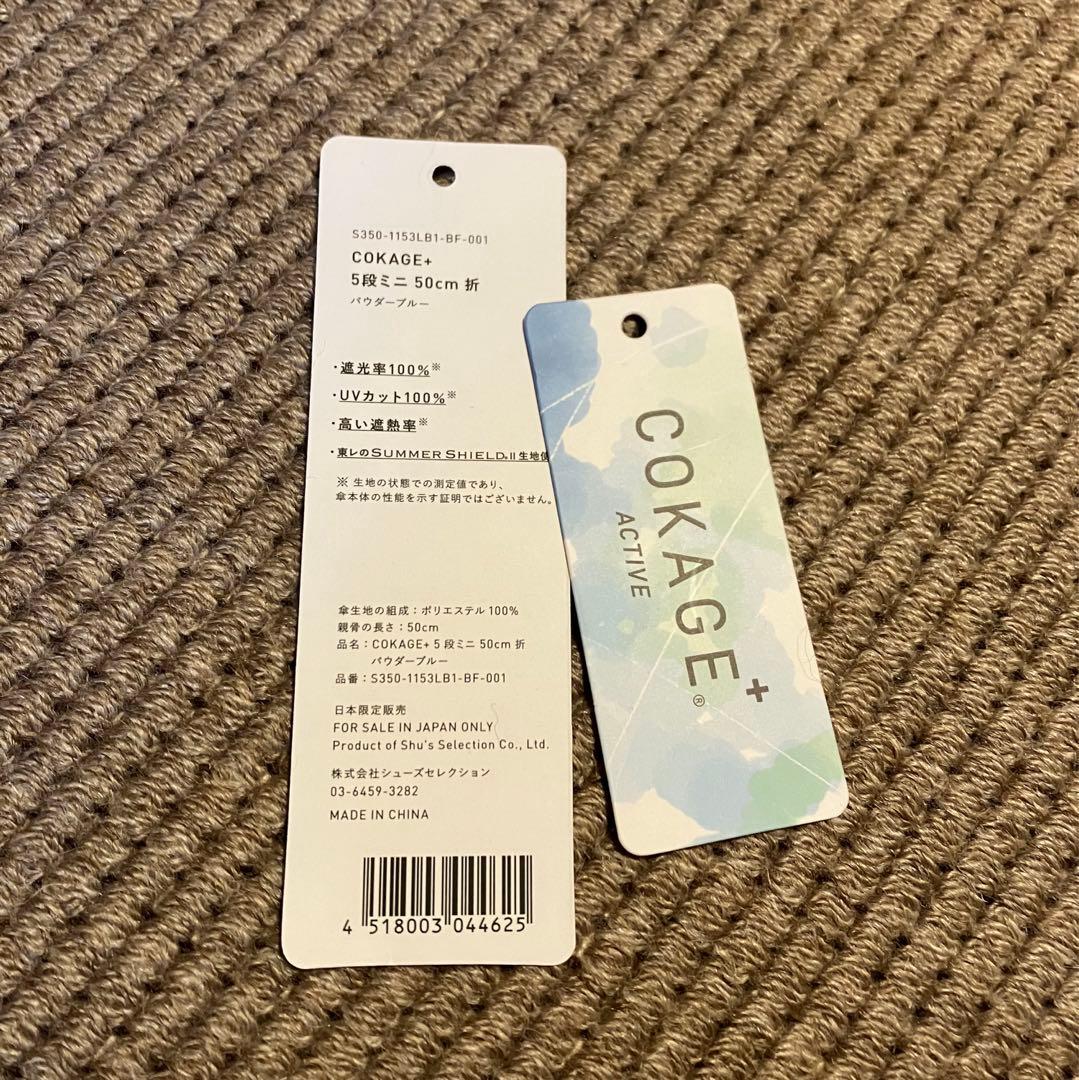 S350-1153LB1-BF-001
COKAGE+
5段ミニ 50cm 折
パウダーブルー
・遮光率100%※
・UVカット100%※
・高い遮熱率※
・東レのSUMMER SHIELD®II生地使
※ 生地の状態での測定値であり、
傘本体の性能を示す証明ではございません。
傘生地の組成：ポリエステル 100%
親骨の長さ：50cm
品名：COKAGE+ 5 段ミニ 50cm 折
パウダーブルー
品番：S350-1153LB1-BF-001
日本限定販売
FOR SALE IN JAPAN ONLY
Product of Shu's Selection Co., Ltd.
株式会社シューズセレクション
03-6459-3282
MADE IN CHINA
4 518003 044625
COKAGE+®
ACTIVE